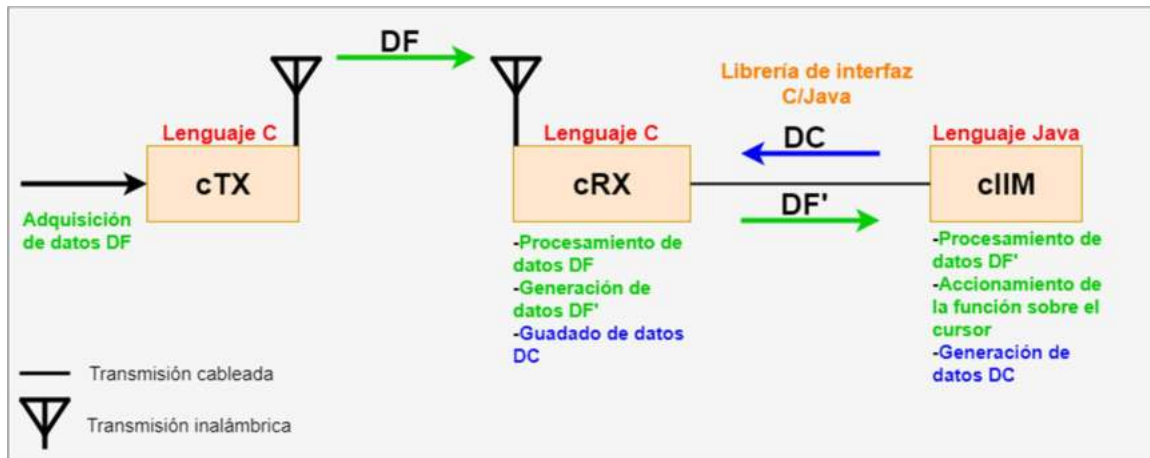 DF
Librería de interfaz
C/Java
Lenguaje C
Lenguaje C
DC
Lenguaje Java
cTX
cRX
cIIM
DF'
Adquisición
de datos DF
-Procesamiento de
datos DF
-Generación de
datos DF'
-Guadado de datos
DC
-Procesamiento de
datos DF'
-Accionamiento de
la función sobre el
cursor
-Generación de
datos DC
Transmisión cableada
Transmisión inalámbrica